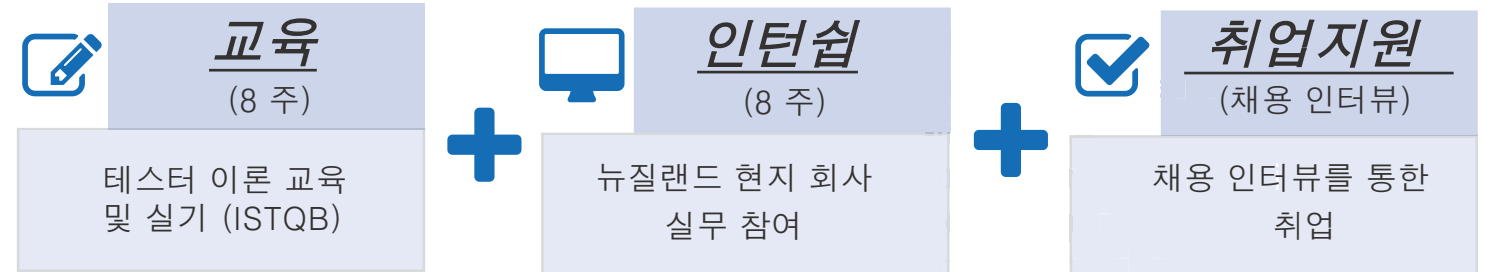 교육
(8 주)
테스터 이론 교육
및 실기 (ISTQB)
인턴쉽
(8 주)
뉴질랜드 현지 회사
실무 참여
취업지원
(채용 인터뷰)
채용 인터뷰를 통한
취업